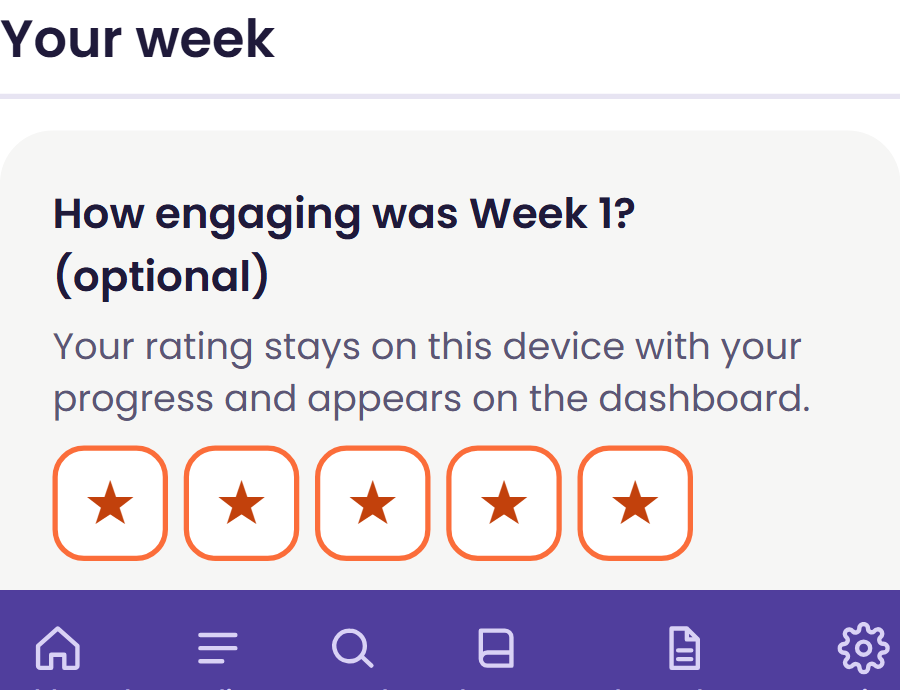 Your week
How engaging was Week 1?
(optional)
Your rating stays on this device with your
progress and appears on the dashboard.